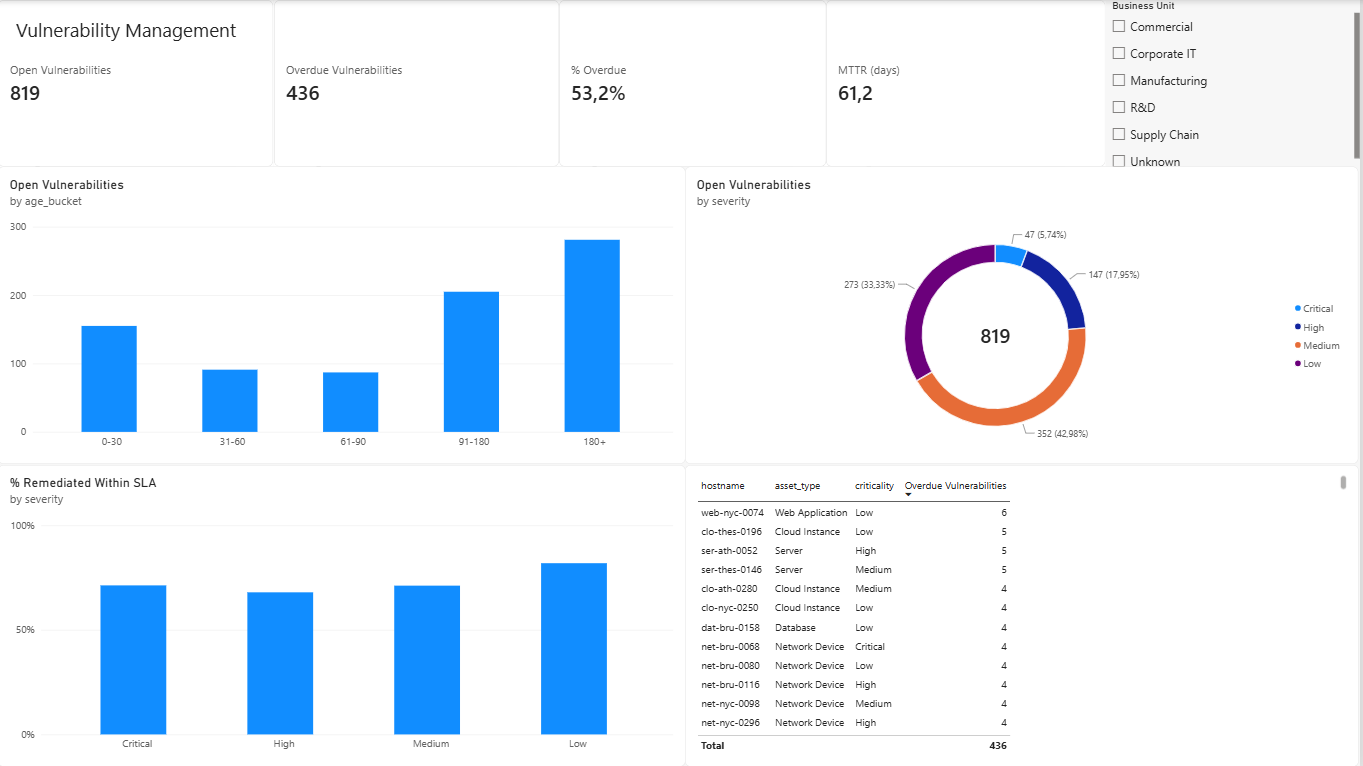 Vulnerability Management
Open Vulnerabilities
819
Overdue Vulnerabilities
436
% Overdue
53,2%
MTTR (days)
61,2
Business Unit
Commercial
Corporate IT
Manufacturing
R&D
Supply Chain
Unknown
Open Vulnerabilities
by age_bucket
300
200
100
0
0-30 31-60 61-90 91-180 180+
Open Vulnerabilities
by severity
47 (5,74%)
147 (17,95%)
273 (33,33%)
819
352 (42,98%)
Critical
High
Medium
Low
% Remediated Within SLA
by severity
100%
50%
0%
Critical High Medium Low
hostname asset_type criticality Overdue Vulnerabilities
web-nyc-0074 Web Application Low 6
clo-thes-0196 Cloud Instance Low 5
ser-ath-0052 Server High 5
ser-thes-0146 Server Medium 5
clo-ath-0280 Cloud Instance Medium 4
clo-nyc-0250 Cloud Instance Low 4
dat-bru-0158 Database Low 4
net-bru-0068 Network Device Critical 4
net-bru-0080 Network Device Low 4
net-bru-0116 Network Device High 4
net-nyc-0098 Network Device Medium 4
net-nyc-0296 Network Device High 4
Total 436